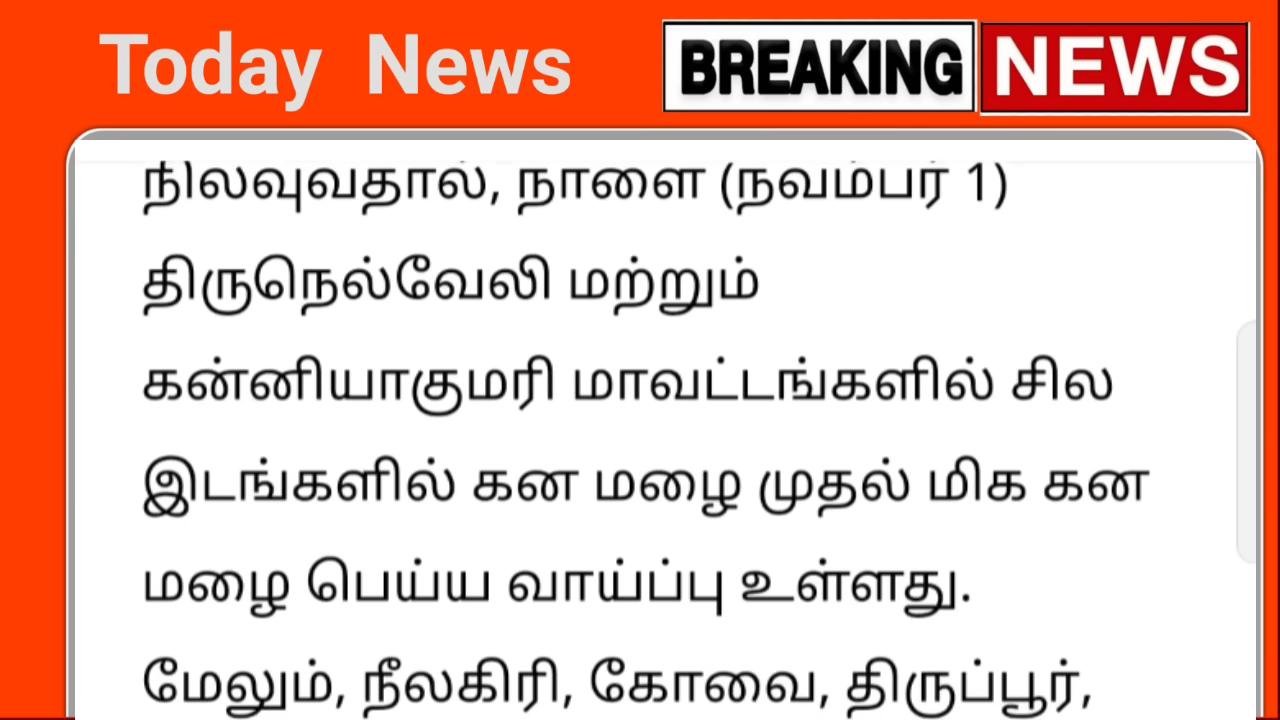 Today News
BREAKING NEWS
நிலவுவதால், நாளை (நவம்பர் 1)
திருநெல்வேலி மற்றும்
கன்னியாகுமரி மாவட்டங்களில் சில
இடங்களில் கன மழை முதல் மிக கன
மழை பெய்ய வாய்ப்பு உள்ளது.
மேலும், நீலகிரி, கோவை, திருப்பூர்,